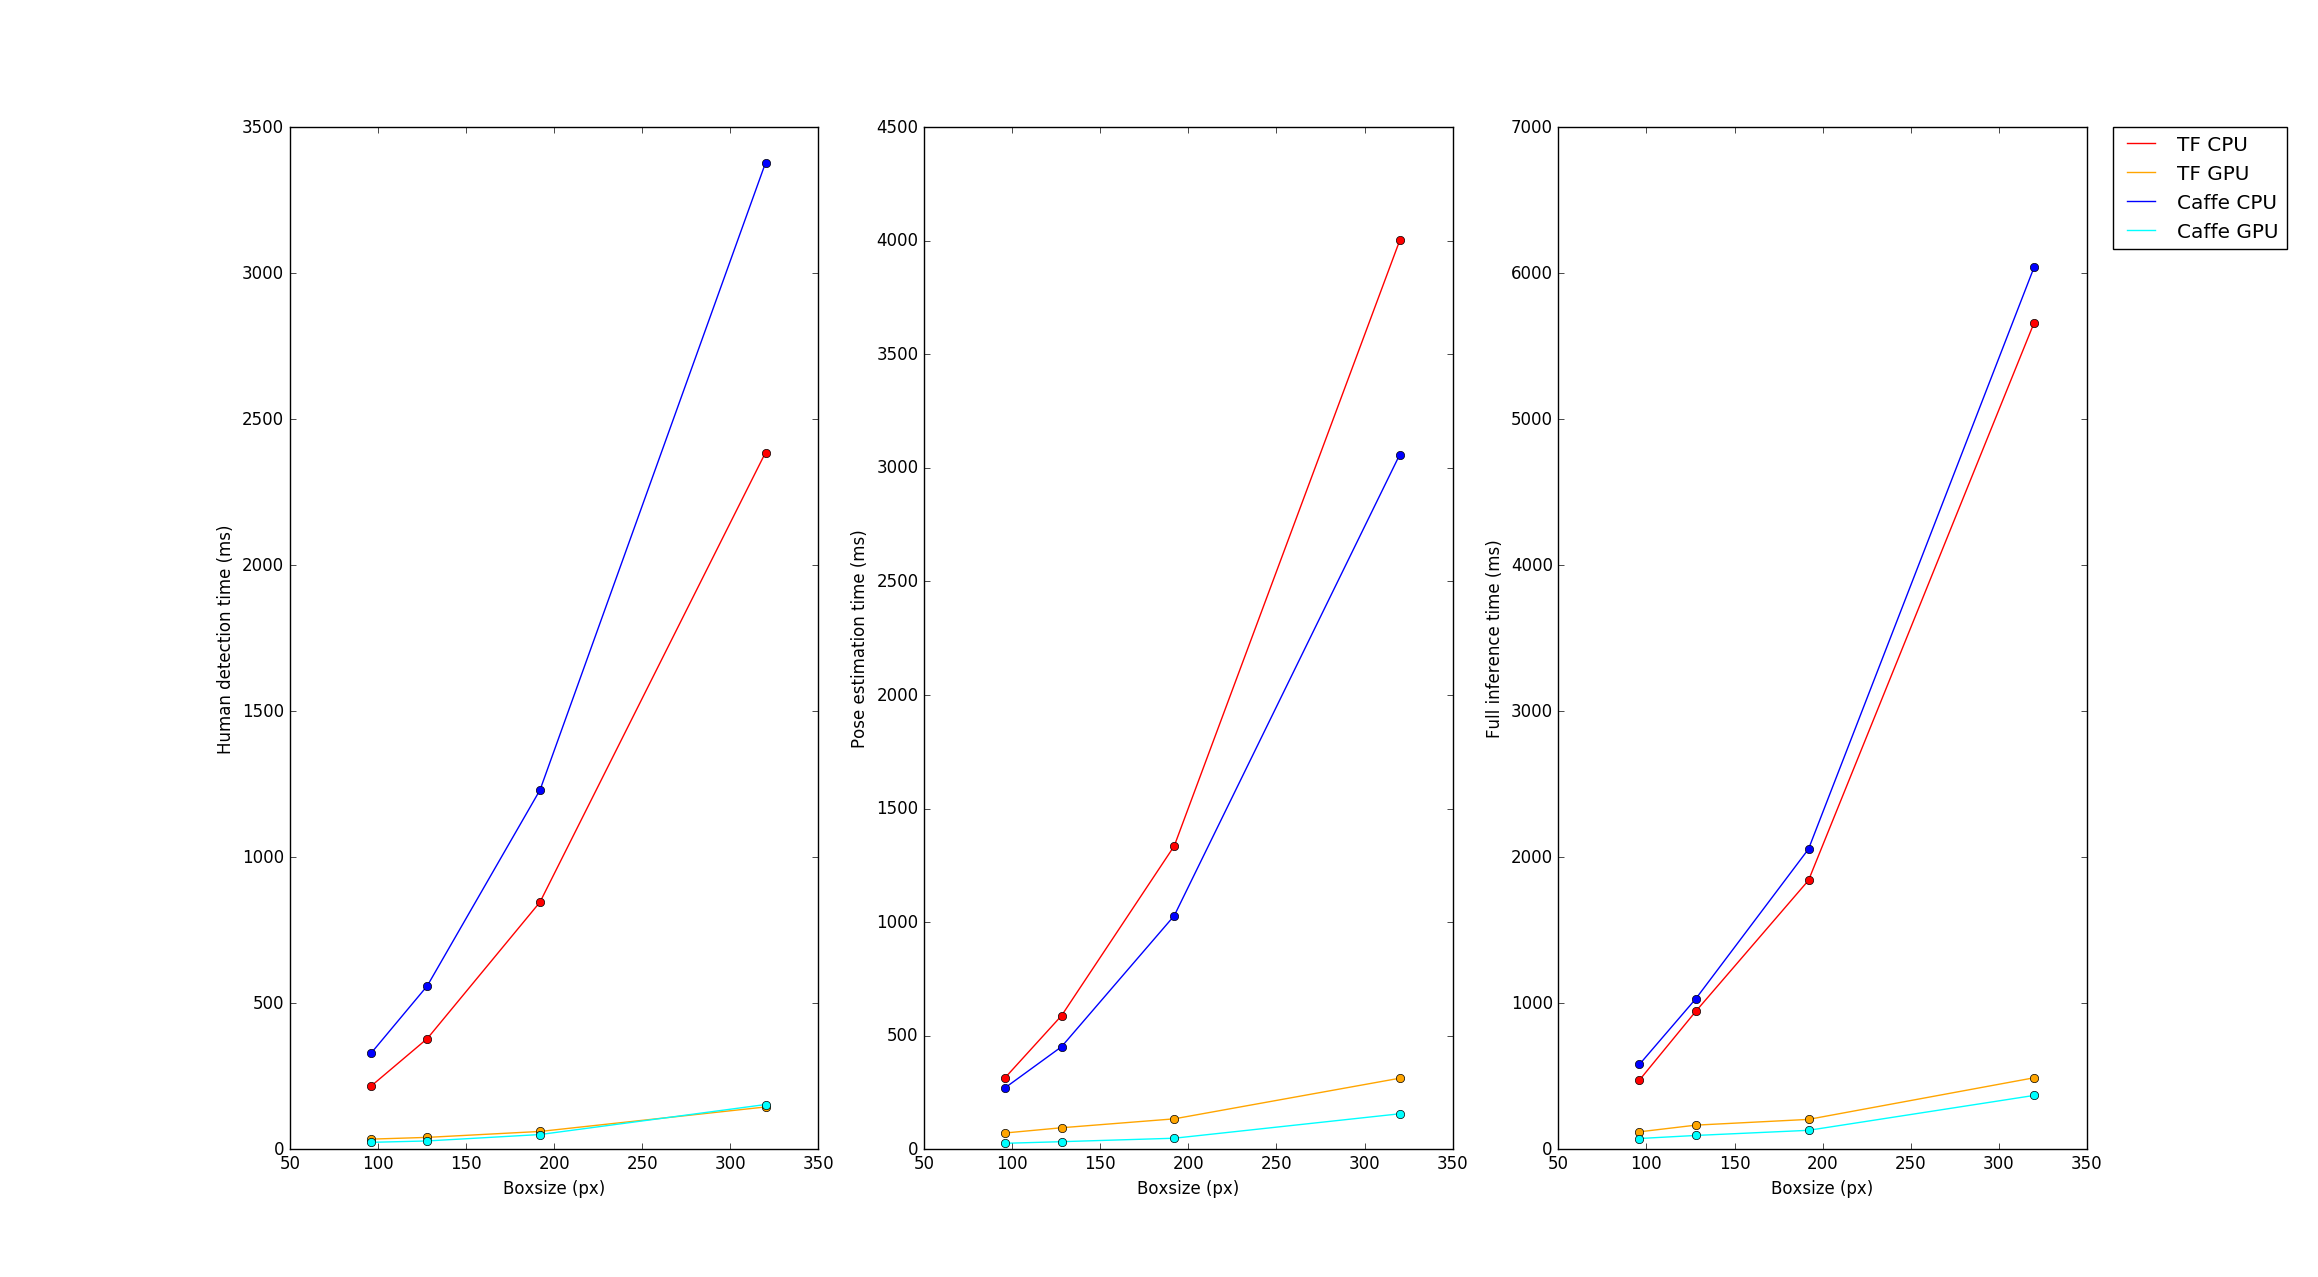 3500
3000
2500
2000
1500
1000
500
0
Human detection time (ms)
50 100 150 200 250 300 350
Boxsize (px)
4500
4000
3500
3000
2500
2000
1500
1000
500
0
Pose estimation time (ms)
50 100 150 200 250 300 350
Boxsize (px)
7000
6000
5000
4000
3000
2000
1000
0
Full inference time (ms)
50 100 150 200 250 300 350
Boxsize (px)
TF CPU
TF GPU
Caffe CPU
Caffe GPU